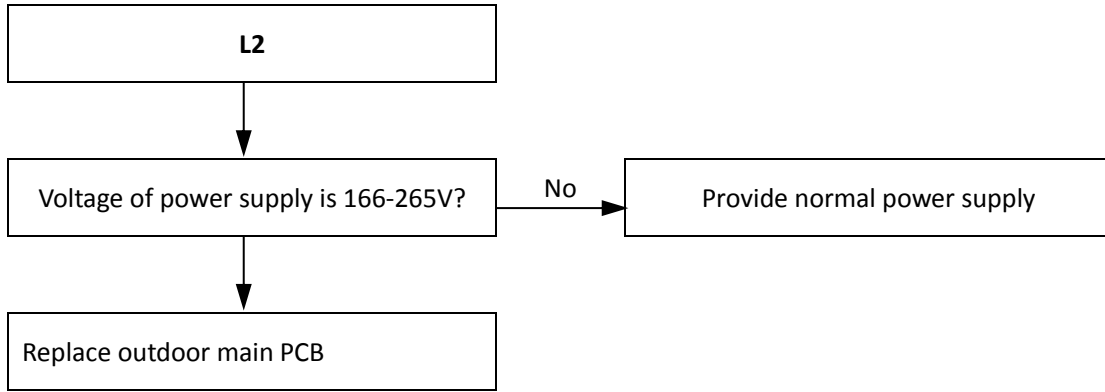 L2
Voltage of power supply is 166-265V?
No
Provide normal power supply
Replace outdoor main PCB